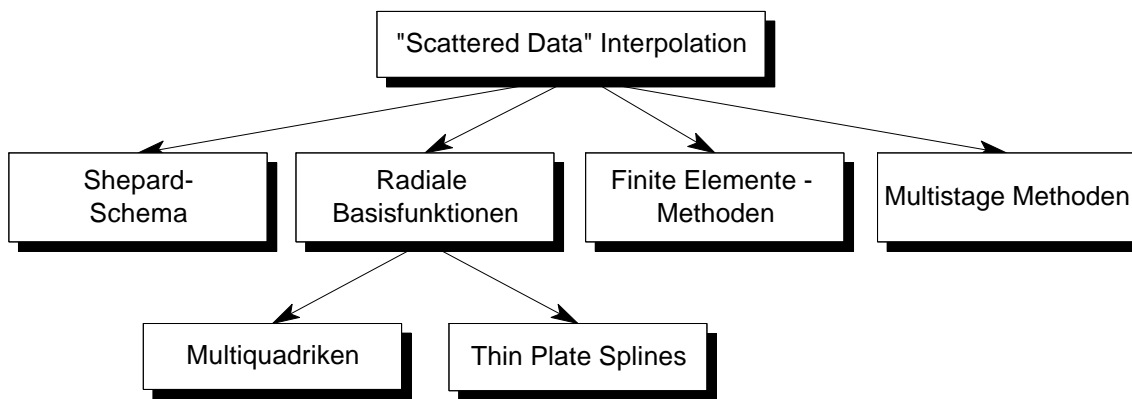 "Scattered Data" Interpolation
Shepard-
Schema
Radiale
Basisfunktionen
Finite Elemente -
Methoden
Multistage Methoden
Multiquadriken
Thin Plate Splines